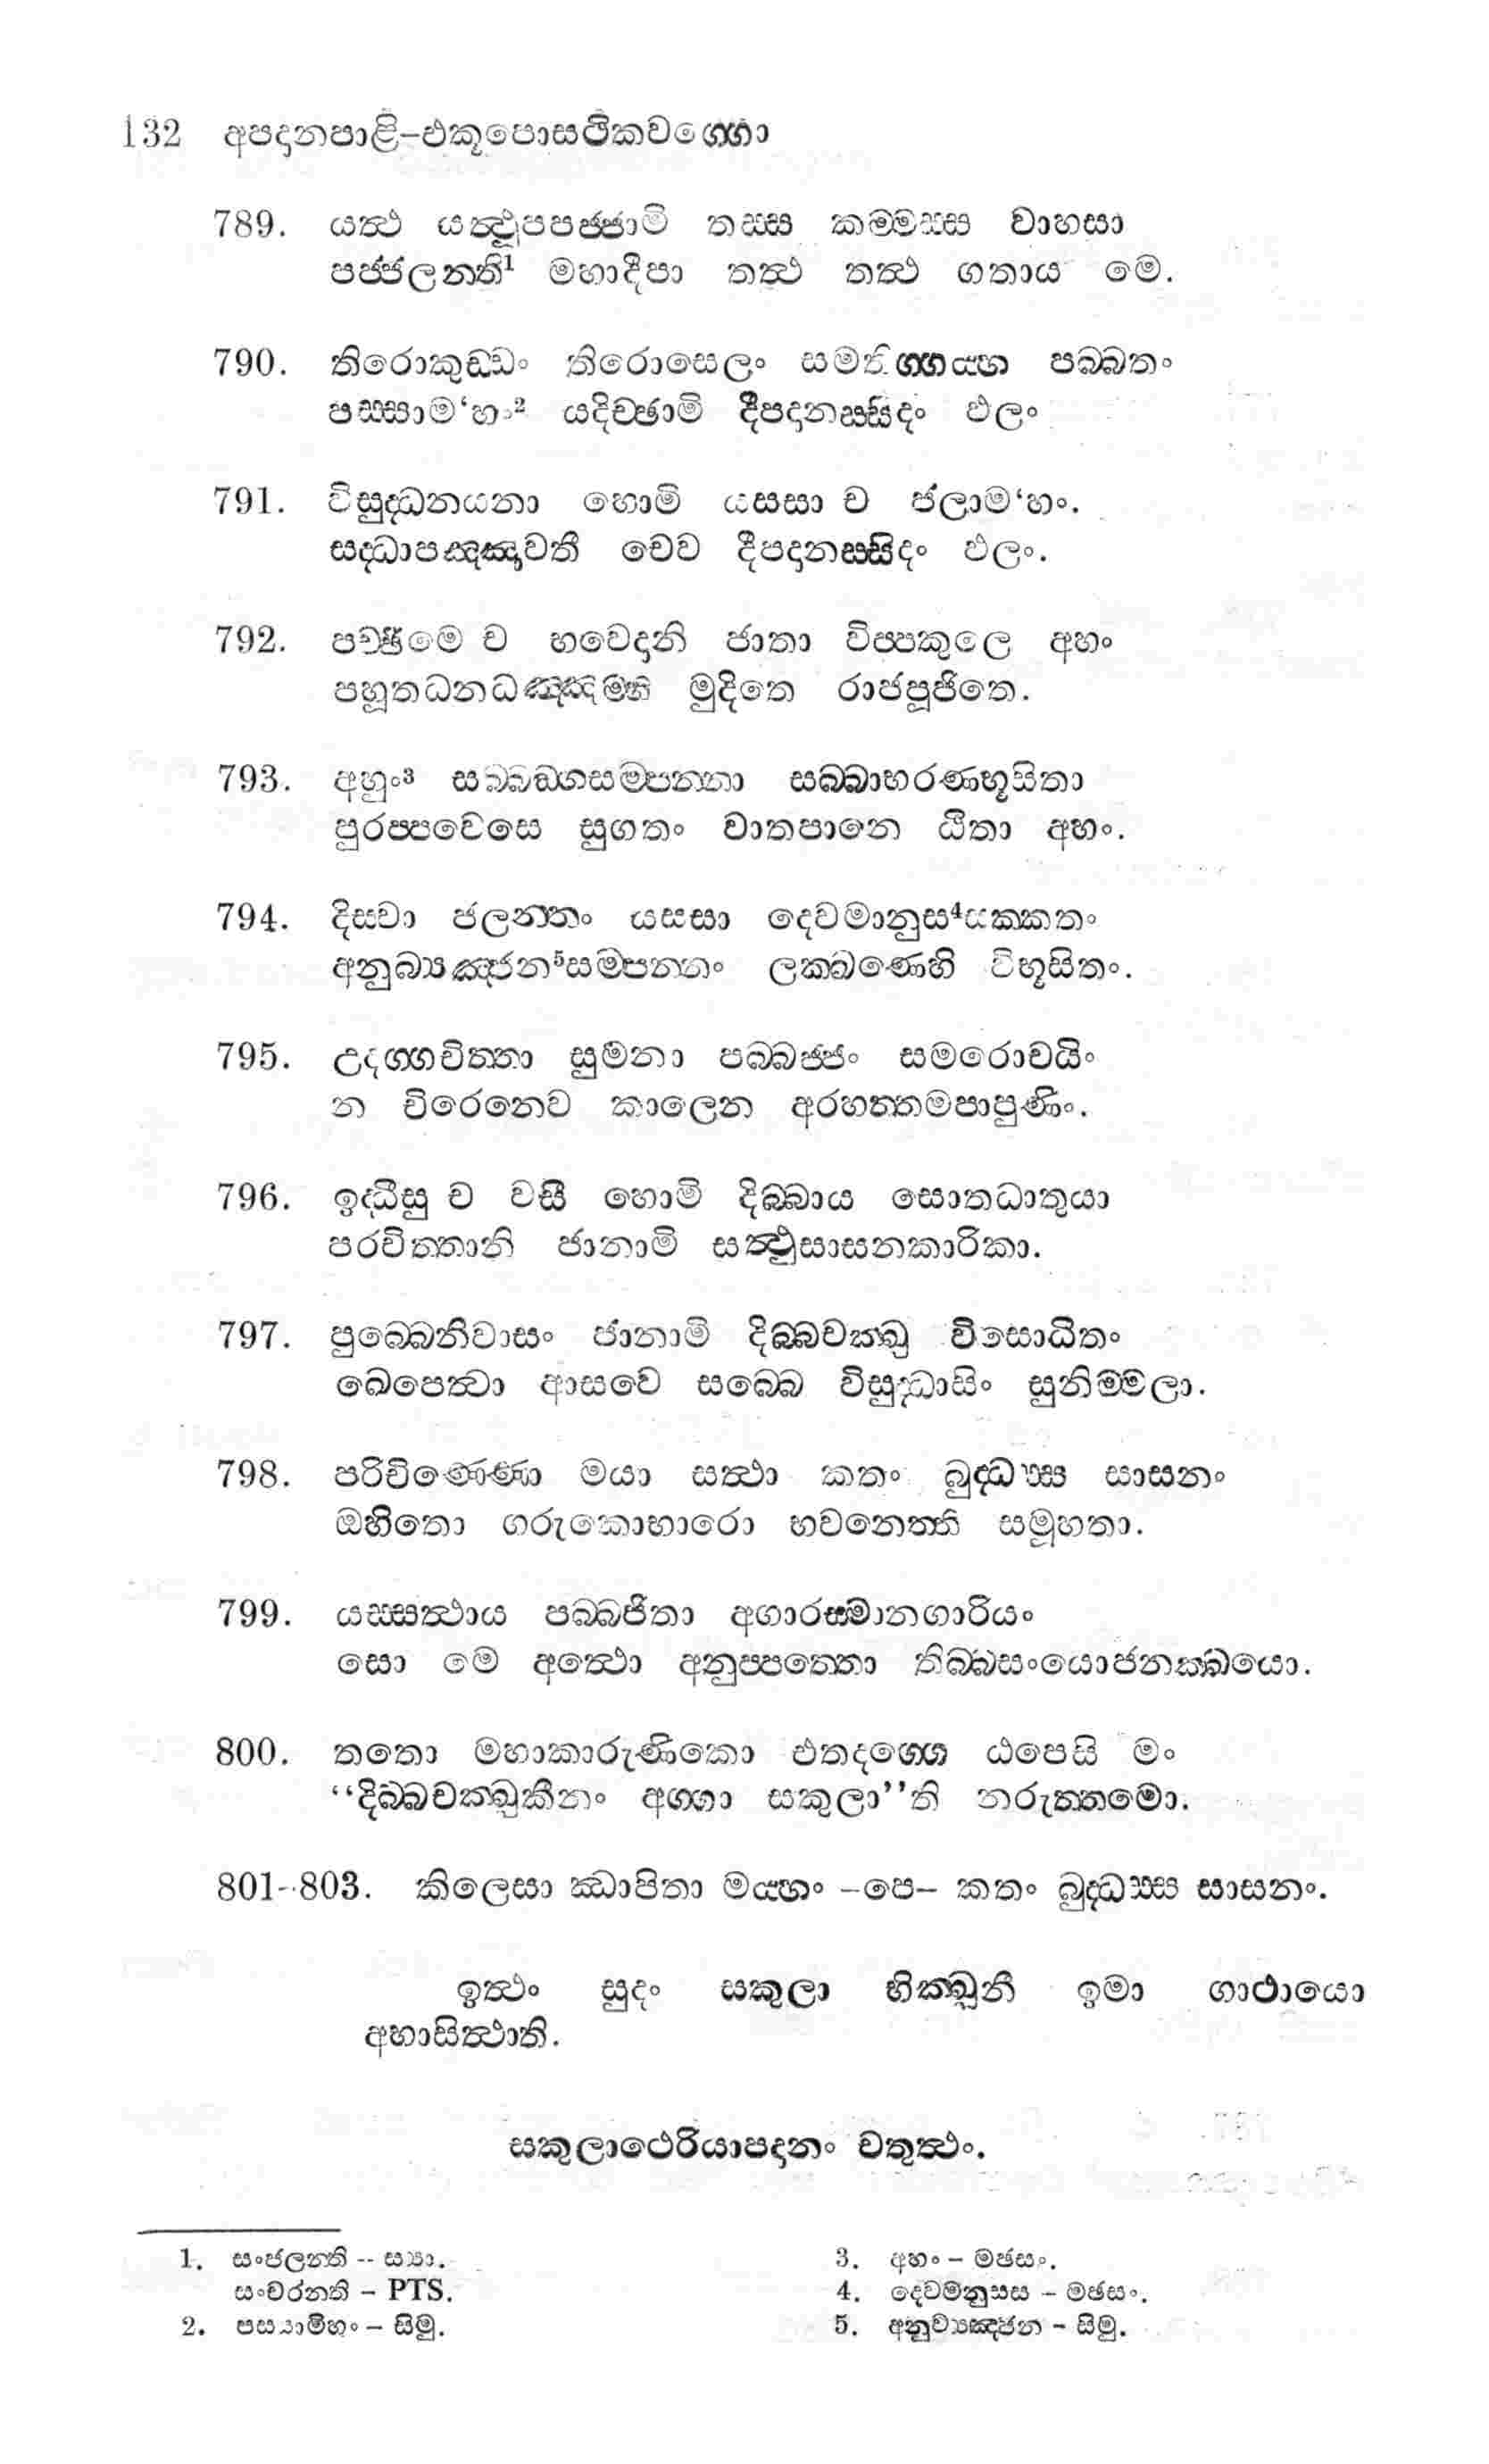 132 අපදානපාළි–එකූපොසථිකවග්ගො
789. යත්ථ යත්ථූපපජ්ජාමි තස්ස කම්මස්ස වාහසා
පජ්ජලන්ති¹ මහාදීපා තත්ථ තත්ථ ගතාය මෙ.
790. තිරොකුඩ්ඩං තිරොසෙලං සමතිග්ගය්හ පබ්බතං
පස්සාම‘හං² යදිච්ඡාමි දීපදානස්සිදං ඵලං
791. විසුද්ධනයනා හොමි යසසා ච ජලාම‘හං.
සද්ධාපඤ්ඤාවතී චෙව දීපදානස්සිදං ඵලං.
792. පච්ඡිමෙ ච භවෙදානි ජාතා විප්පකුලෙ අහං
පහූතධනධඤ්ඤම්හි මුදිතෙ රාජපූජිතෙ.
793. අහුං³ සබ්බඞ්ගසම්පන්නා සබ්බාභරණභූසිතා
පුරප්පවෙසෙ සුගතං වාතපානෙ ඨිතා අහං.
794. දිස්වා ජලන්තං යසසා දෙවමානුස⁴සක්කතං
අනුබ්‍යඤ්ජන⁵සම්පන්නං ලක්ඛණෙහි විභූසිතං.
795. උදග්ගචිත්තා සුමනා පබ්බජ්ජං සමරොචයිං
න චිරෙනෙව කාලෙන අරහත්තමපාපුණිං.
796. ඉද්ධීසු ච වසී හොමි දිබ්බාය සොතධාතුයා
පරචිත්තානි ජානාමි සත්ථුසාසනකාරිකා.
797. පුබ්බෙනිවාසං ජානාමි දිබ්බචක්ඛු විසොධිතං
ඛෙපෙත්වා ආසවෙ සබ්බෙ විසුද්ධාසිං සුනිම්මලා.
798. පරිචිණ්ණො මයා සත්ථා කතං බුද්ධස්ස සාසනං
ඔහිතො ගරුකොභාරො භවනෙත්ති සමූහතා.
799. යස්සත්ථාය පබ්බජිතා අගාරස්මානගාරියං
සො මෙ අත්ථො අනුප්පත්තො තිබ්බසංයොජනක්ඛයො.
800. තතො මහාකාරුණිකො එතදග්ගෙ ඨපෙසි මං
“දිබ්බචක්ඛුකීනං අග්ගා සකුලා”ති නරුත්තමො.
801–803. කිලෙසා ඣාපිතා මය්හං –පෙ– කතං බුද්ධස්ස සාසනං.
ඉත්ථං සුදං සකුලා භික්ඛුනී ඉමා ගාථායො
අභාසිත්ථාති.
සකුලාථෙරියාපදානං චතුත්ථං.
1. සංජලන්ති -- ස්‍යා.
සංචරන්ති – PTS.
2. පස්‍යාමිහං – සිමු.
3. අහං – මඡසං.
4. දෙවමනුස්ස – මඡසං.
5. අනුව්‍යඤ්ජන – සිමු.